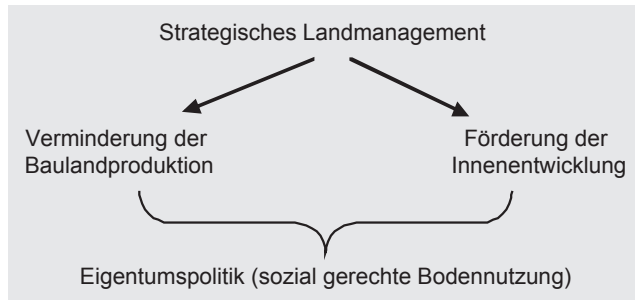 Strategisches Landmanagement
Verminderung der
Baulandproduktion
Förderung der
Innenentwicklung
Eigentumspolitik (sozial gerechte Bodennutzung)